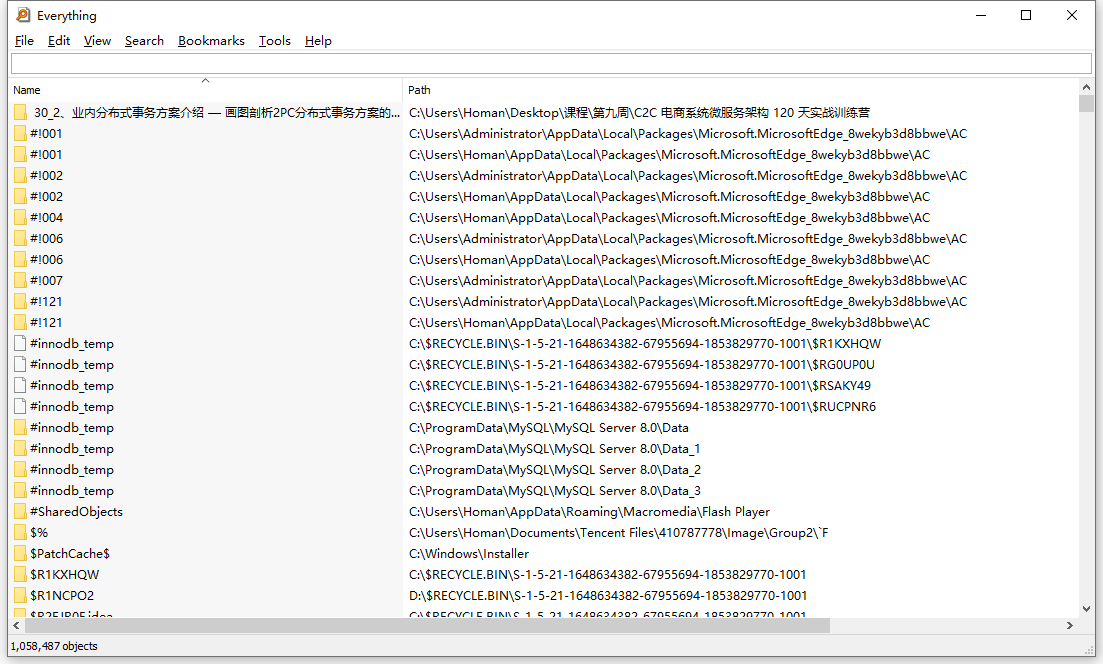 Everything
File Edit View Search Bookmarks Tools Help
Name Path
30_2、业内分布式事务方案介绍 — 画图剖析2PC分布式事务方案的... C:\Users\Homan\Desktop\课程\第九周\C2C 电商系统微服务架构 120 天实战训练营
#!001 C:\Users\Administrator\AppData\Local\Packages\Microsoft.MicrosoftEdge_8wekyb3d8bbwe\AC
#!001 C:\Users\Homan\AppData\Local\Packages\Microsoft.MicrosoftEdge_8wekyb3d8bbwe\AC
#!002 C:\Users\Administrator\AppData\Local\Packages\Microsoft.MicrosoftEdge_8wekyb3d8bbwe\AC
#!002 C:\Users\Homan\AppData\Local\Packages\Microsoft.MicrosoftEdge_8wekyb3d8bbwe\AC
#!004 C:\Users\Homan\AppData\Local\Packages\Microsoft.MicrosoftEdge_8wekyb3d8bbwe\AC
#!006 C:\Users\Administrator\AppData\Local\Packages\Microsoft.MicrosoftEdge_8wekyb3d8bbwe\AC
#!006 C:\Users\Homan\AppData\Local\Packages\Microsoft.MicrosoftEdge_8wekyb3d8bbwe\AC
#!007 C:\Users\Administrator\AppData\Local\Packages\Microsoft.MicrosoftEdge_8wekyb3d8bbwe\AC
#!121 C:\Users\Administrator\AppData\Local\Packages\Microsoft.MicrosoftEdge_8wekyb3d8bbwe\AC
#!121 C:\Users\Homan\AppData\Local\Packages\Microsoft.MicrosoftEdge_8wekyb3d8bbwe\AC
#innodb_temp C:\$RECYCLE.BIN\S-1-5-21-1648634382-67955694-1853829770-1001\$R1KXHQW
#innodb_temp C:\$RECYCLE.BIN\S-1-5-21-1648634382-67955694-1853829770-1001\$RG0UP0U
#innodb_temp C:\$RECYCLE.BIN\S-1-5-21-1648634382-67955694-1853829770-1001\$RSAKY49
#innodb_temp C:\$RECYCLE.BIN\S-1-5-21-1648634382-67955694-1853829770-1001\$RUCPNR6
#innodb_temp C:\ProgramData\MySQL\MySQL Server 8.0\Data
#innodb_temp C:\ProgramData\MySQL\MySQL Server 8.0\Data_1
#innodb_temp C:\ProgramData\MySQL\MySQL Server 8.0\Data_2
#innodb_temp C:\ProgramData\MySQL\MySQL Server 8.0\Data_3
#SharedObjects C:\Users\Homan\AppData\Roaming\Macromedia\Flash Player
$% C:\Users\Homan\Documents\Tencent Files\410787778\Image\Group2\`F
$PatchCache$ C:\Windows\Installer
$R1KXHQW C:\$RECYCLE.BIN\S-1-5-21-1648634382-67955694-1853829770-1001
$R1NCPO2 D:\$RECYCLE.BIN\S-1-5-21-1648634382-67955694-1853829770-1001
C:\$RECYCLE.BIN\S-1-5-21-1648634382-67955694-1853829770-1001
1,058,487 objects